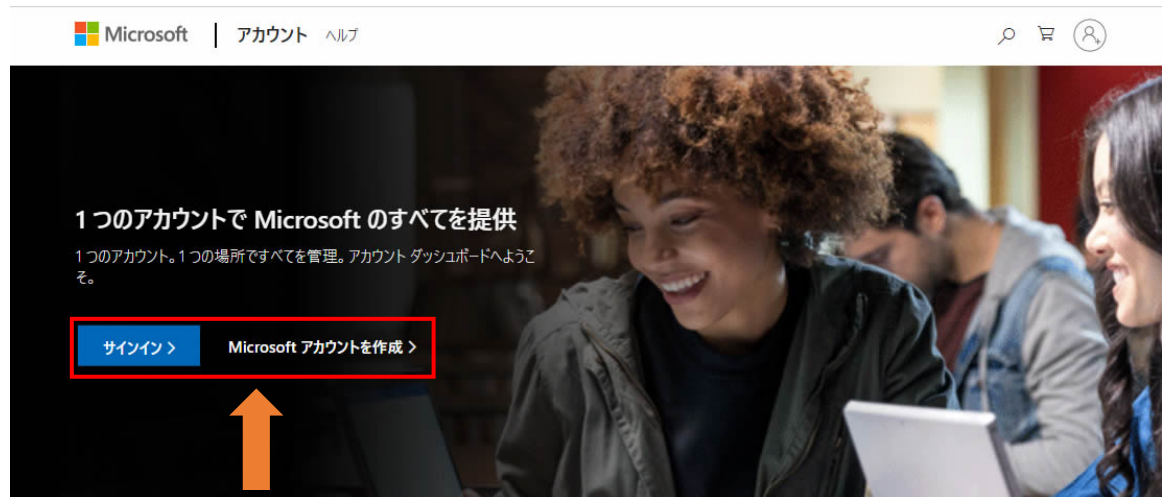 Microsoft アカウント ヘルプ
1 つのアカウントで Microsoft のすべてを提供
1 つのアカウント。1 つの場所ですべてを管理。アカウント ダッシュボードへようこ
そ。
サインイン > Microsoft アカウントを作成 >